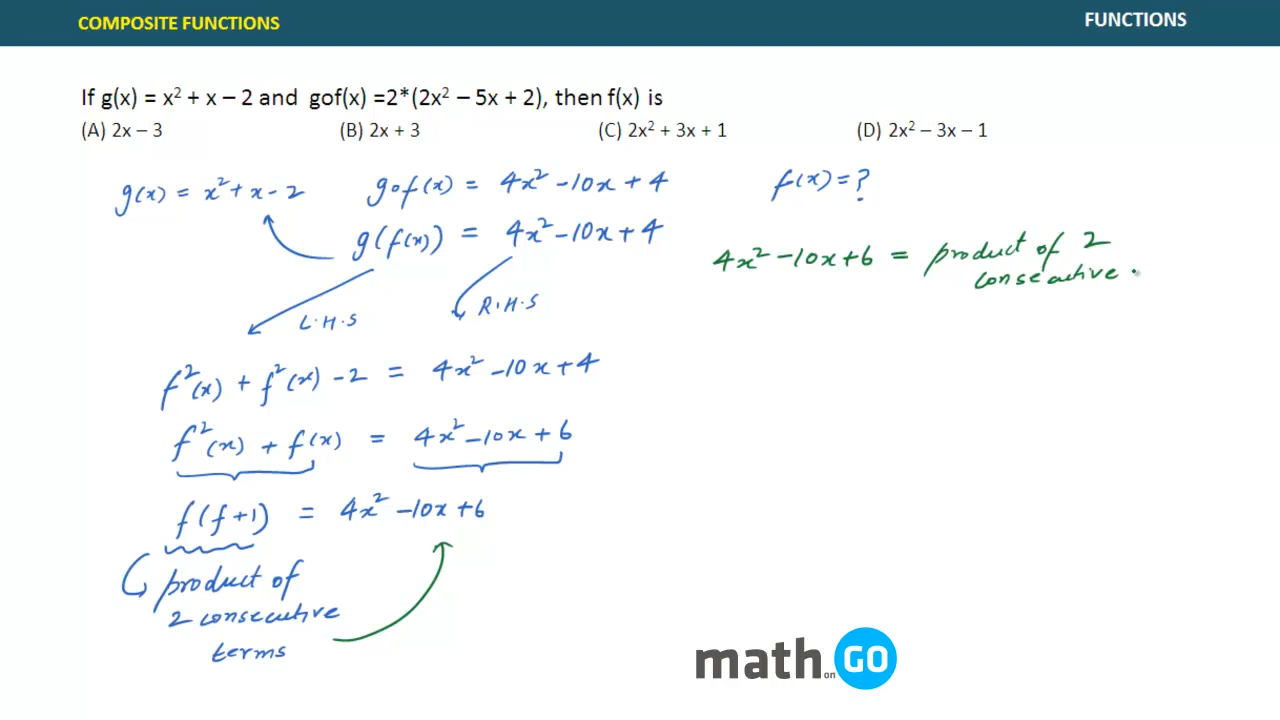 COMPOSITE FUNCTIONS
FUNCTIONS
If g(x) = x² + x – 2 and gof(x) =2*(2x² – 5x + 2), then f(x) is
(A) 2x – 3 (B) 2x + 3 (C) 2x² + 3x + 1 (D) 2x² – 3x – 1
g(x) = x² + x - 2 gof(x) = 4x² - 10x + 4 f(x) = ?
g(f(x)) = 4x² - 10x + 4
4x² - 10x + 6 = product of 2
consecutive
L.H.S R.H.S
f²(x) + f²(x) - 2 = 4x² - 10x + 4
f²(x) + f(x) = 4x² - 10x + 6
f(f+1) = 4x² - 10x + 6
product of
2 consecutive
terms
math on GO